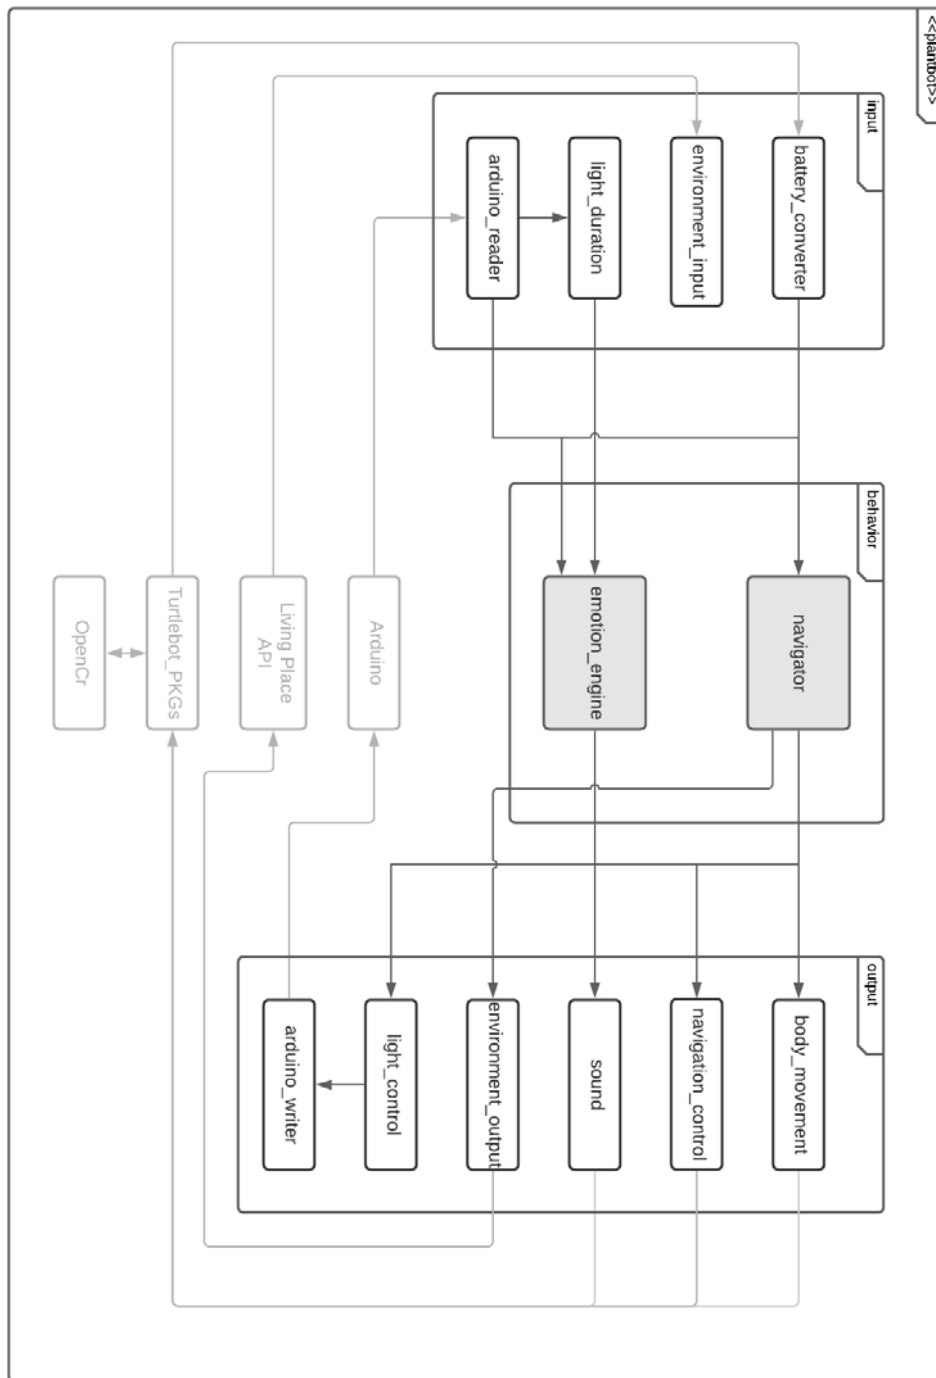 <<plantbot>>
input
battery_converter
environment_input
light_duration
arduino_reader
behavior
navigator
emotion_engine
output
body_movement
navigation_control
sound
environment_output
light_control
arduino_writer
Arduino
Living Place
API
Turtlebot_PKGs
OpenCr